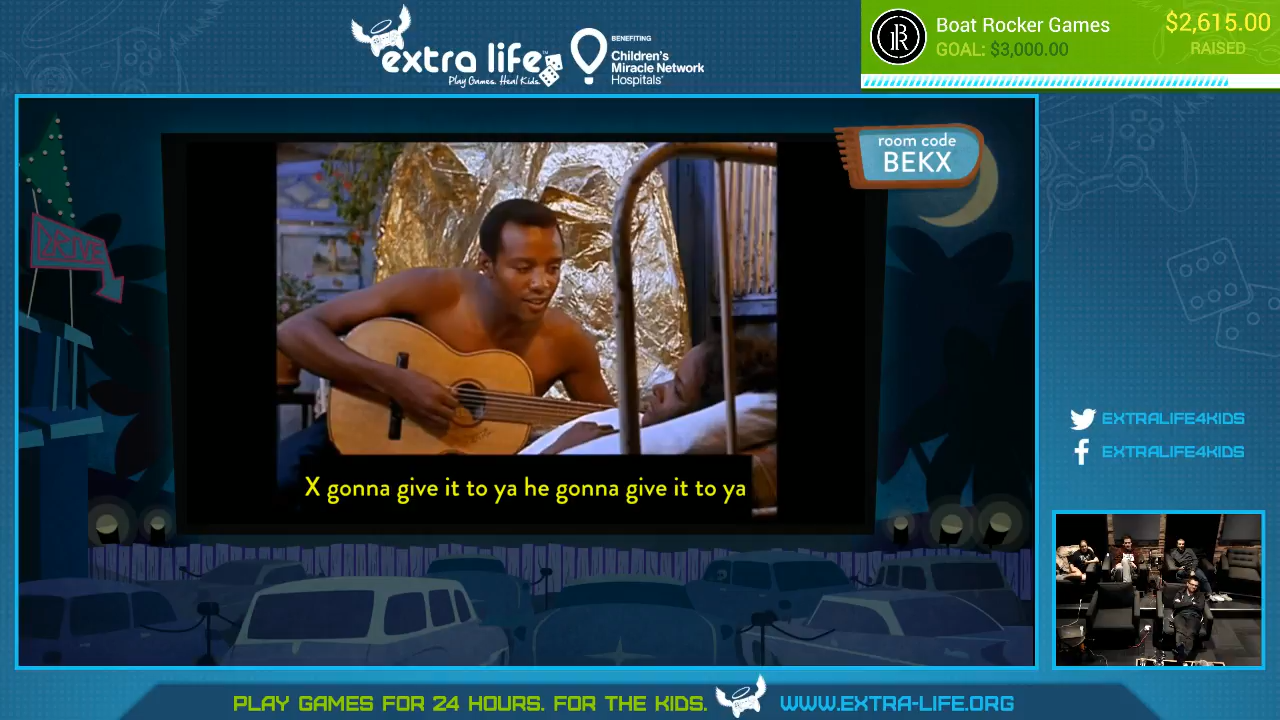 extra life
Play Games. Heal Kids.
BENEFITING
Children's
Miracle Network
Hospitals
Boat Rocker Games
GOAL: $3,000.00
$2,615.00
RAISED
room code
BEKX
DRIVE
X gonna give it to ya he gonna give it to ya
EXTRALIFE4KIDS
EXTRALIFE4KIDS
PLAY GAMES FOR 24 HOURS. FOR THE KIDS.
WWW.EXTRA-LIFE.ORG